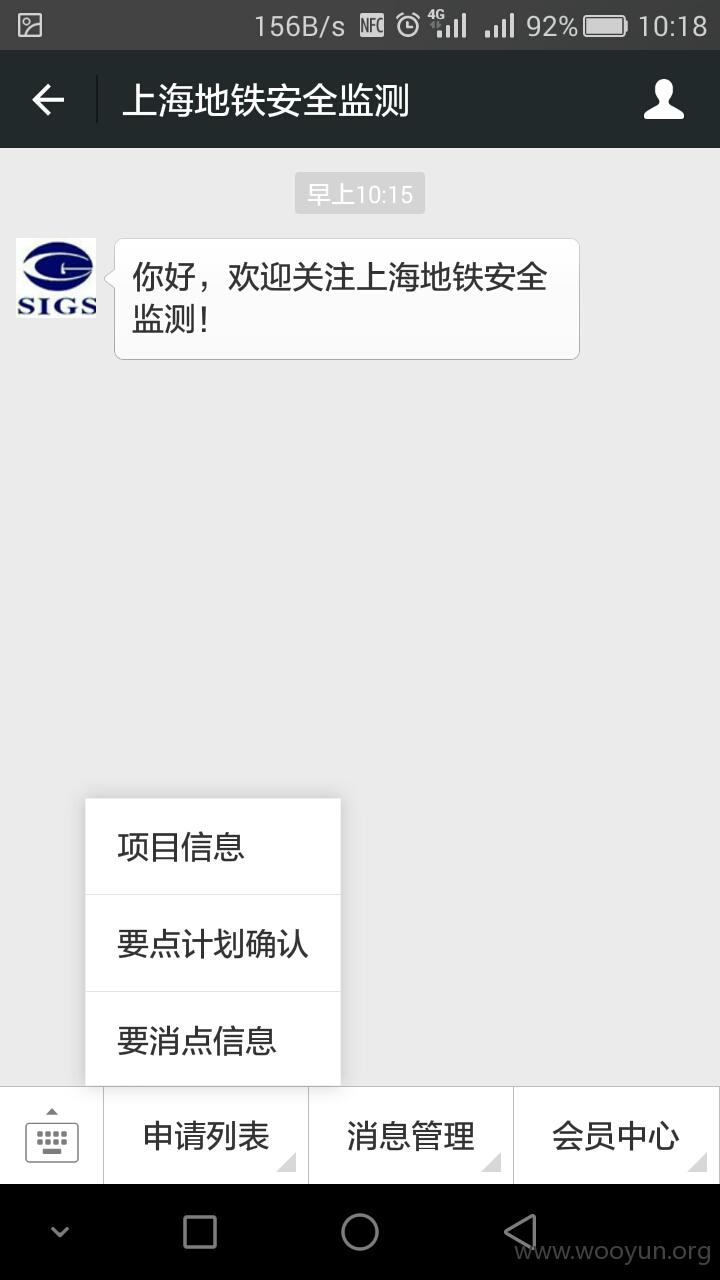 156B/s NFC 4G 92% 10:18
上海地铁安全监测
早上10:15
SIGS
你好，欢迎关注上海地铁安全
监测！
项目信息
要点计划确认
要消点信息
申请列表 消息管理 会员中心
www.wooyun.org